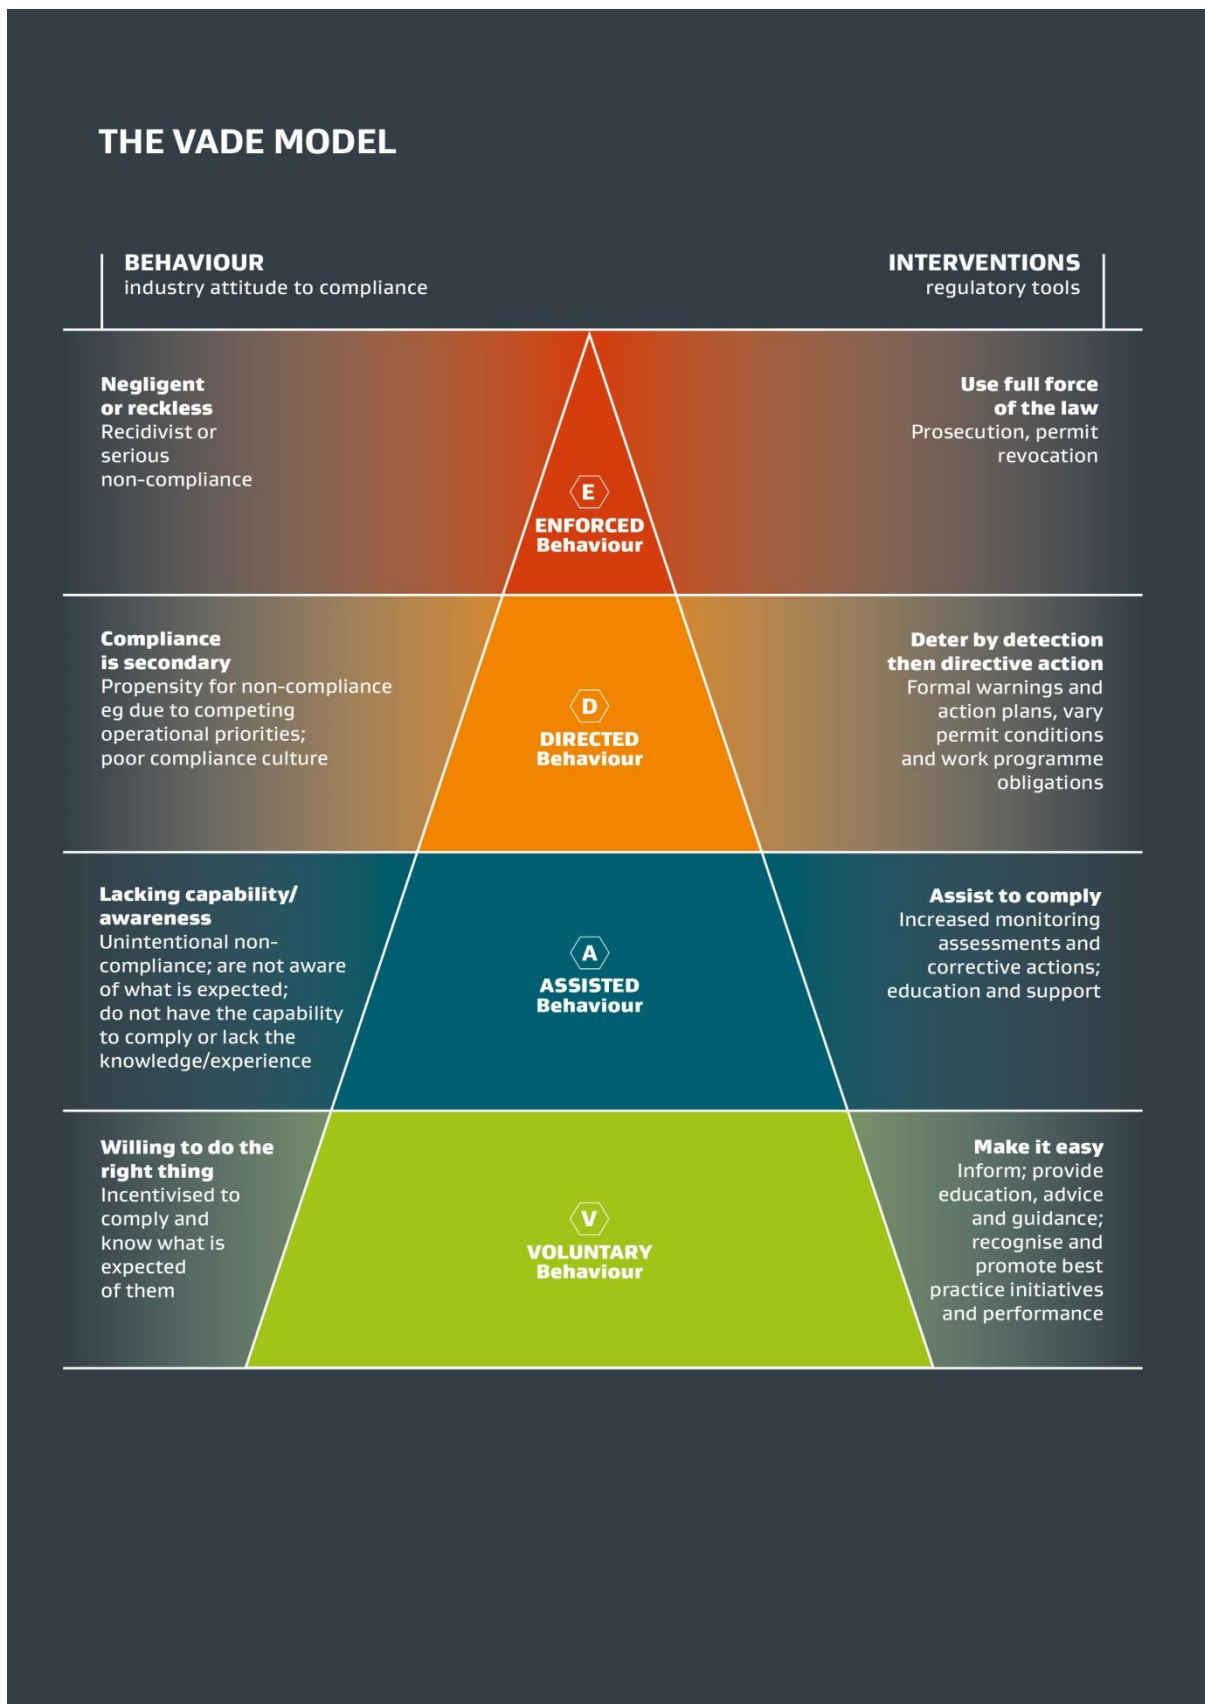 THE VADE MODEL
BEHAVIOUR
industry attitude to compliance
INTERVENTIONS
regulatory tools
Negligent
or reckless
Recidivist or
serious
non-compliance
E
ENFORCED
Behaviour
Use full force
of the law
Prosecution, permit
revocation
Compliance
is secondary
Propensity for non-compliance
eg due to competing
operational priorities;
poor compliance culture
D
DIRECTED
Behaviour
Deter by detection
then directive action
Formal warnings and
action plans, vary
permit conditions
and work programme
obligations
Lacking capability/
awareness
Unintentional non-
compliance; are not aware
of what is expected;
do not have the capability
to comply or lack the
knowledge/experience
A
ASSISTED
Behaviour
Assist to comply
Increased monitoring
assessments and
corrective actions;
education and support
Willing to do the
right thing
Incentivised to
comply and
know what is
expected
of them
V
VOLUNTARY
Behaviour
Make it easy
Inform; provide
education, advice
and guidance;
recognise and
promote best
practice initiatives
and performance